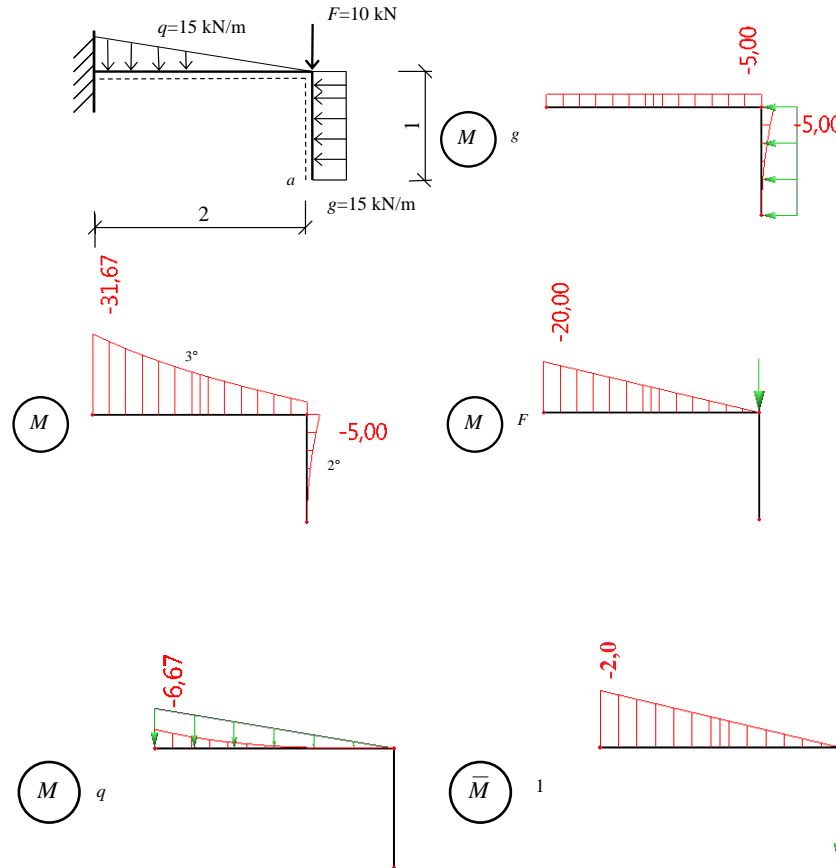 F=10 kN
q=15 kN/m
1
a
g=15 kN/m
2
-5,00
-5,00
M g
-31,67
3°
M
-5,00
2°
-20,00
M F
-6,67
M q
-2,0
M 1